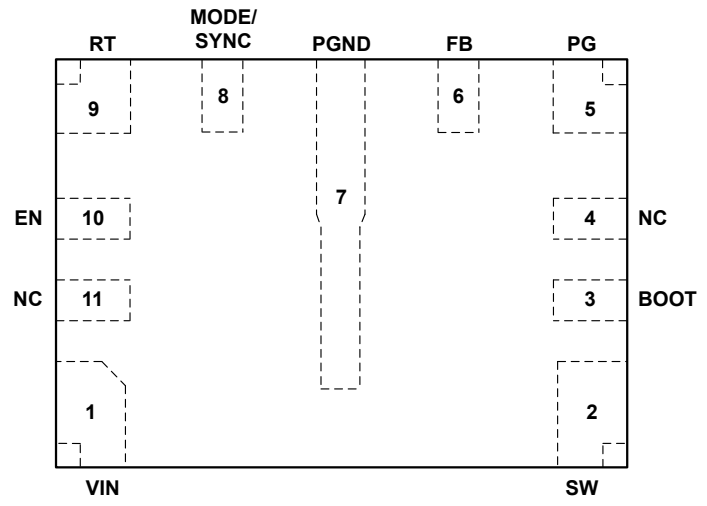 MODE/
RT SYNC PGND FB PG
9 8 6 5
7
EN 10 4 NC
NC 11 3 BOOT
1 2
VIN SW